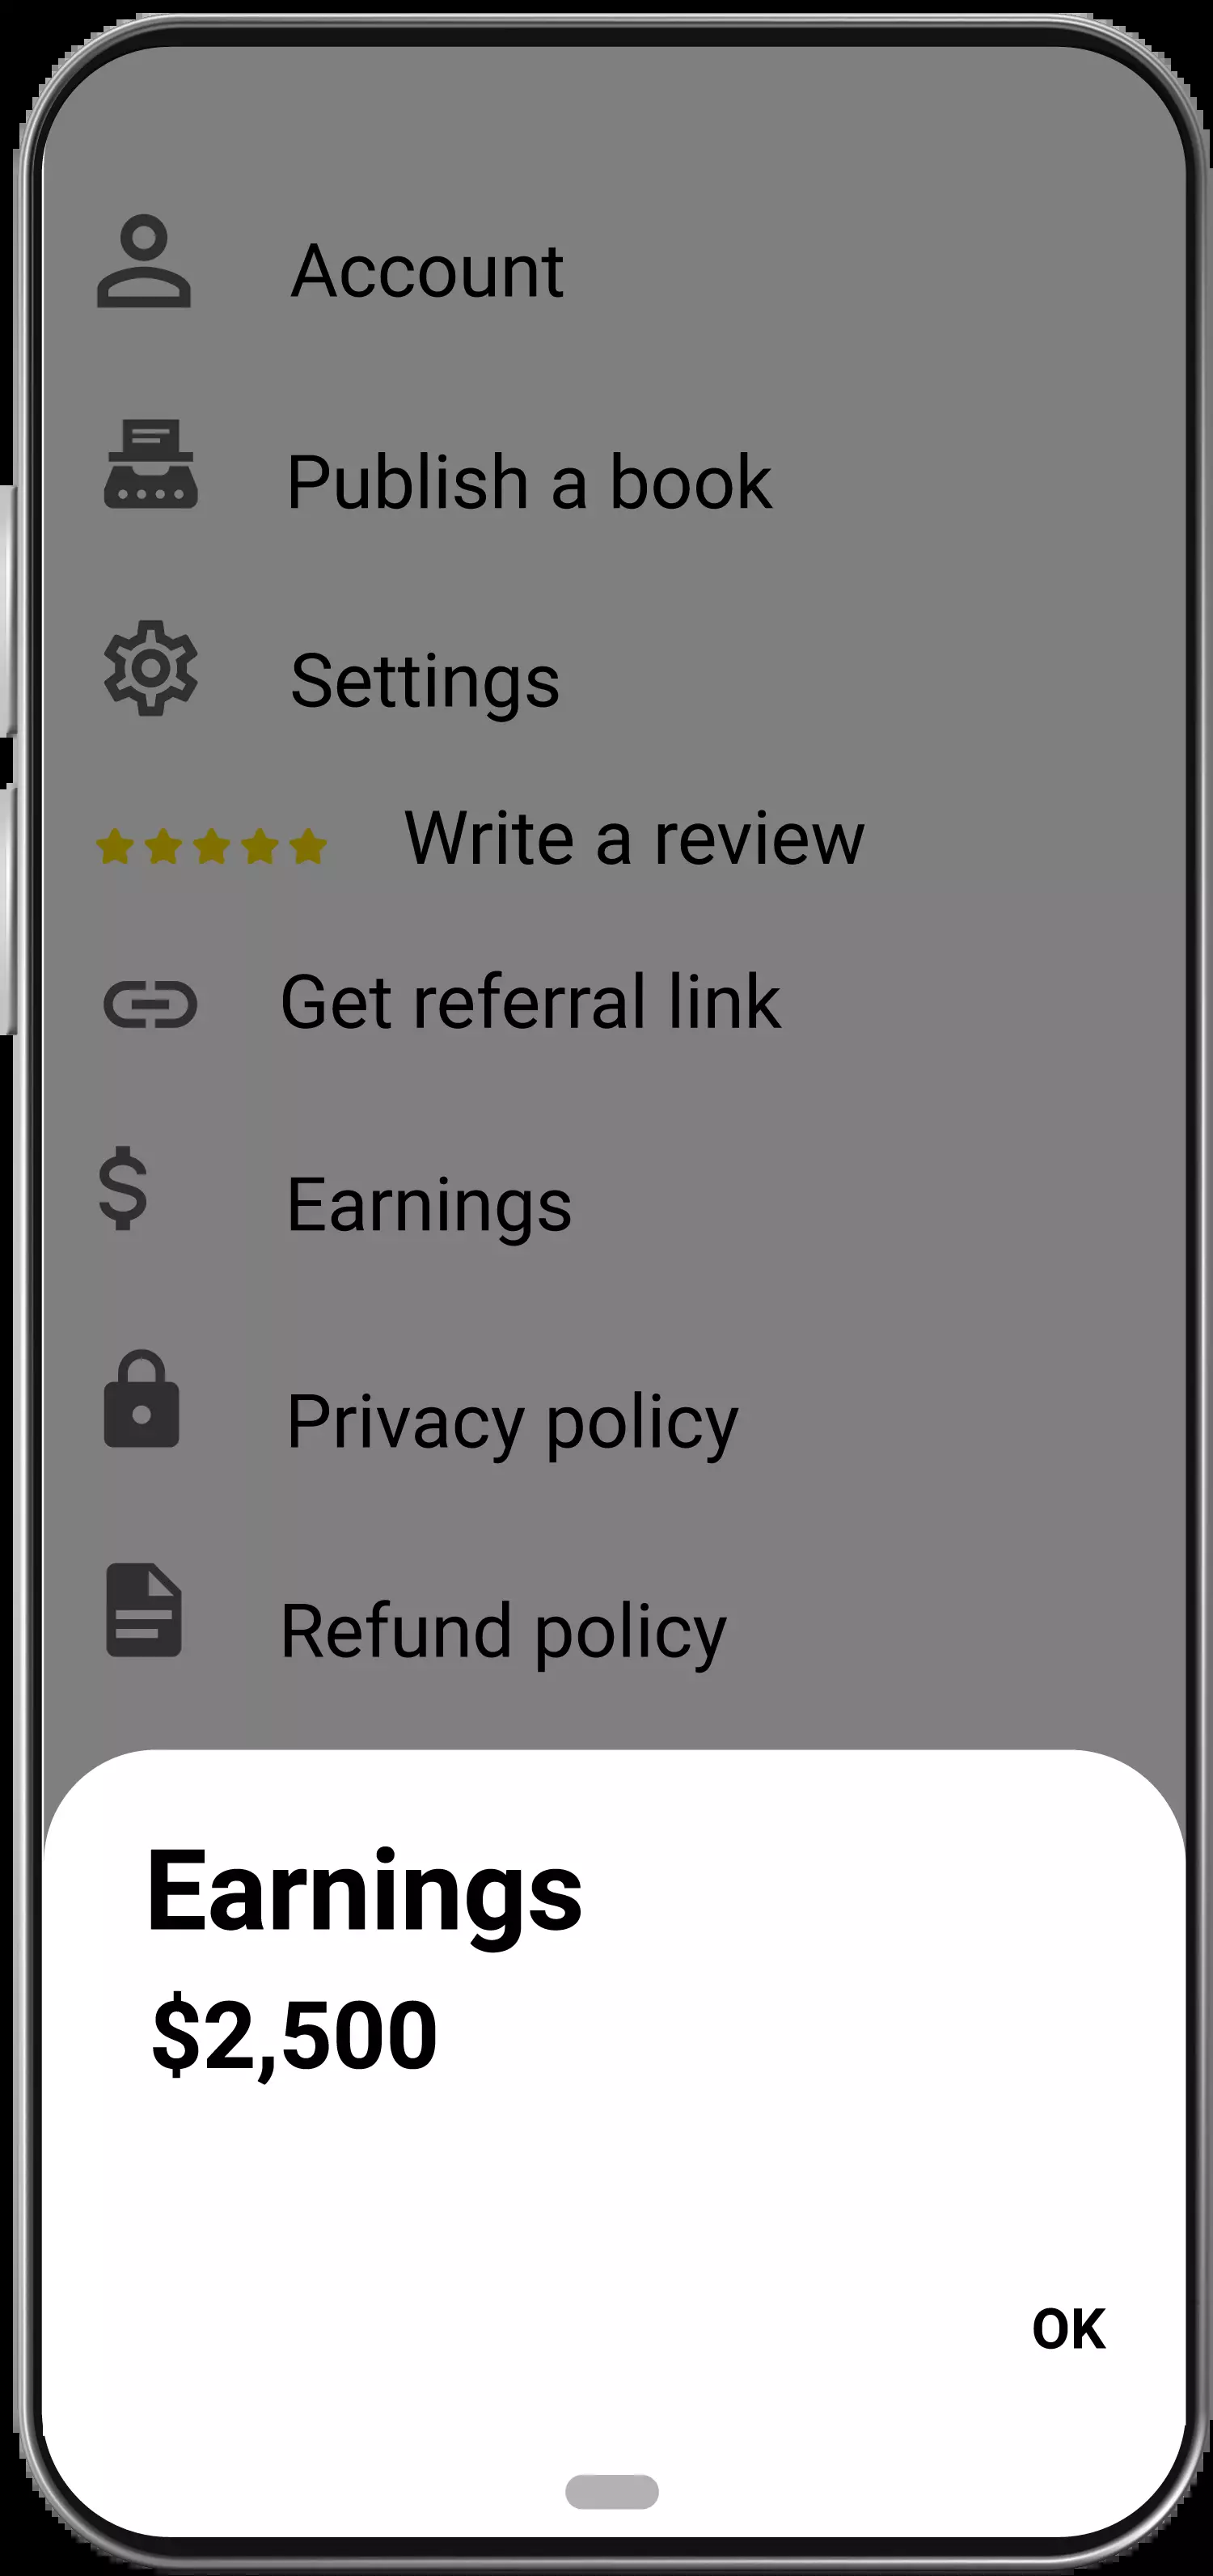 Account
Publish a book
Settings
Write a review
Get referral link
Earnings
Privacy policy
Refund policy
Earnings
$2,500
OK